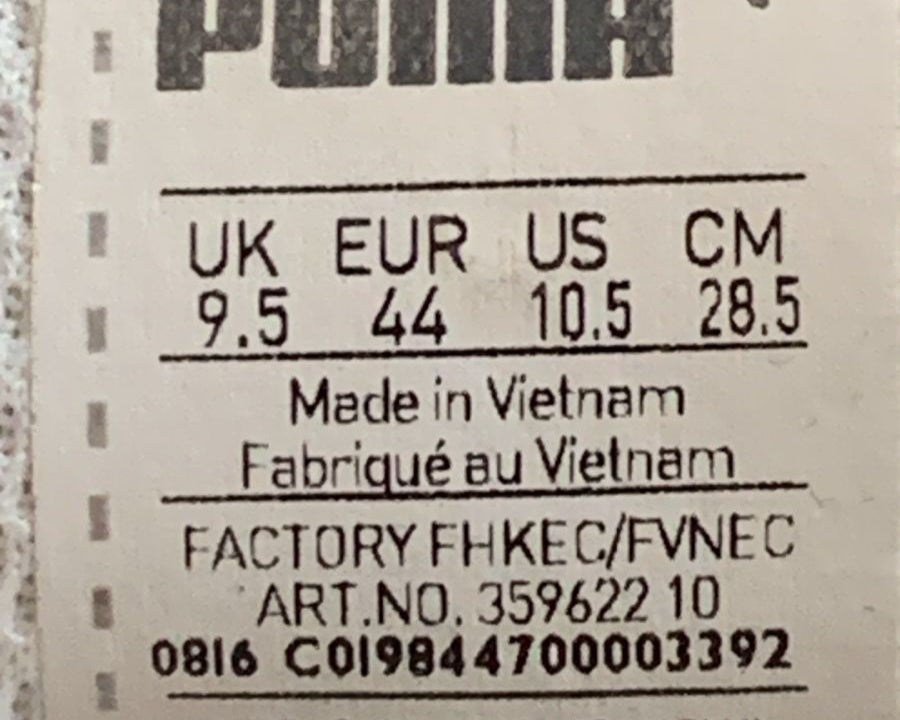 PUMA
UK EUR US CM
9.5 44 10.5 28.5
Made in Vietnam
Fabriqué au Vietnam
FACTORY FHKEC/FVNEC
ART.NO. 359622 10
0816 C019844700003392